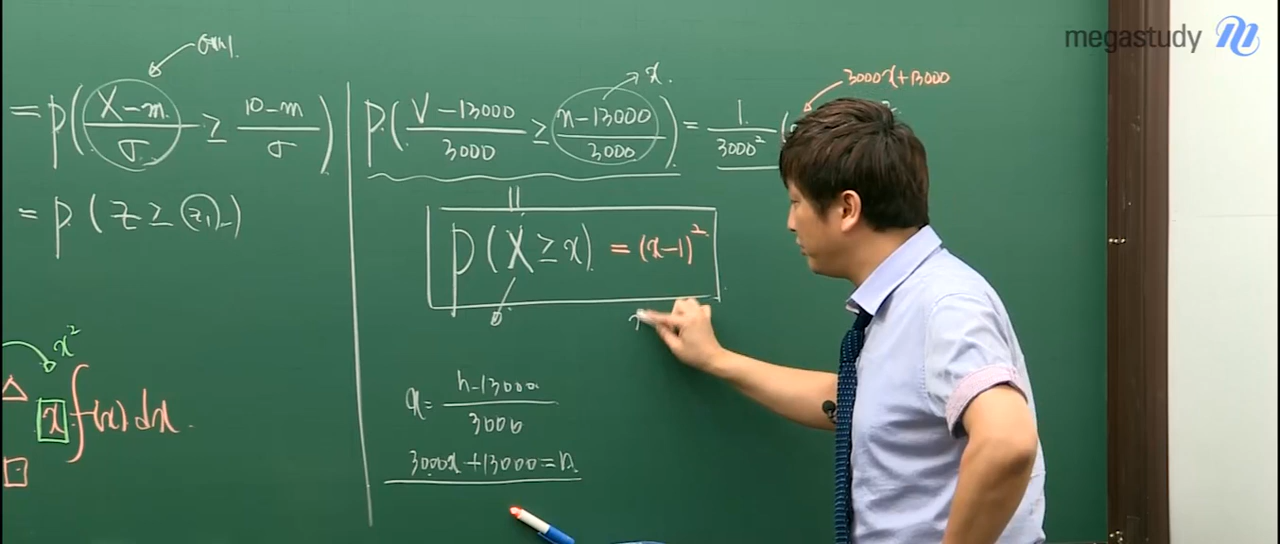 megastudy
= P( (X-m)/σ ≥ (10-m)/σ )
= P( Z ≥ z₁ )
x²
x f(x) dx
x
P( (V-13000)/3000 ≥ (n-13000)/3000 ) = 1/3000² (
3000x+13000
P( X ≥ x ) = (x-1)²
x = (n-13000)/3000
3000x+13000=n